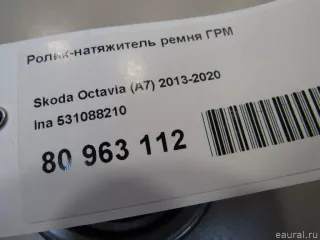 Ролик-натяжитель ремня ГРМ
Skoda Octavia (A7) 2013-2020
Ina 531088210
80 963 112
eaural.ru